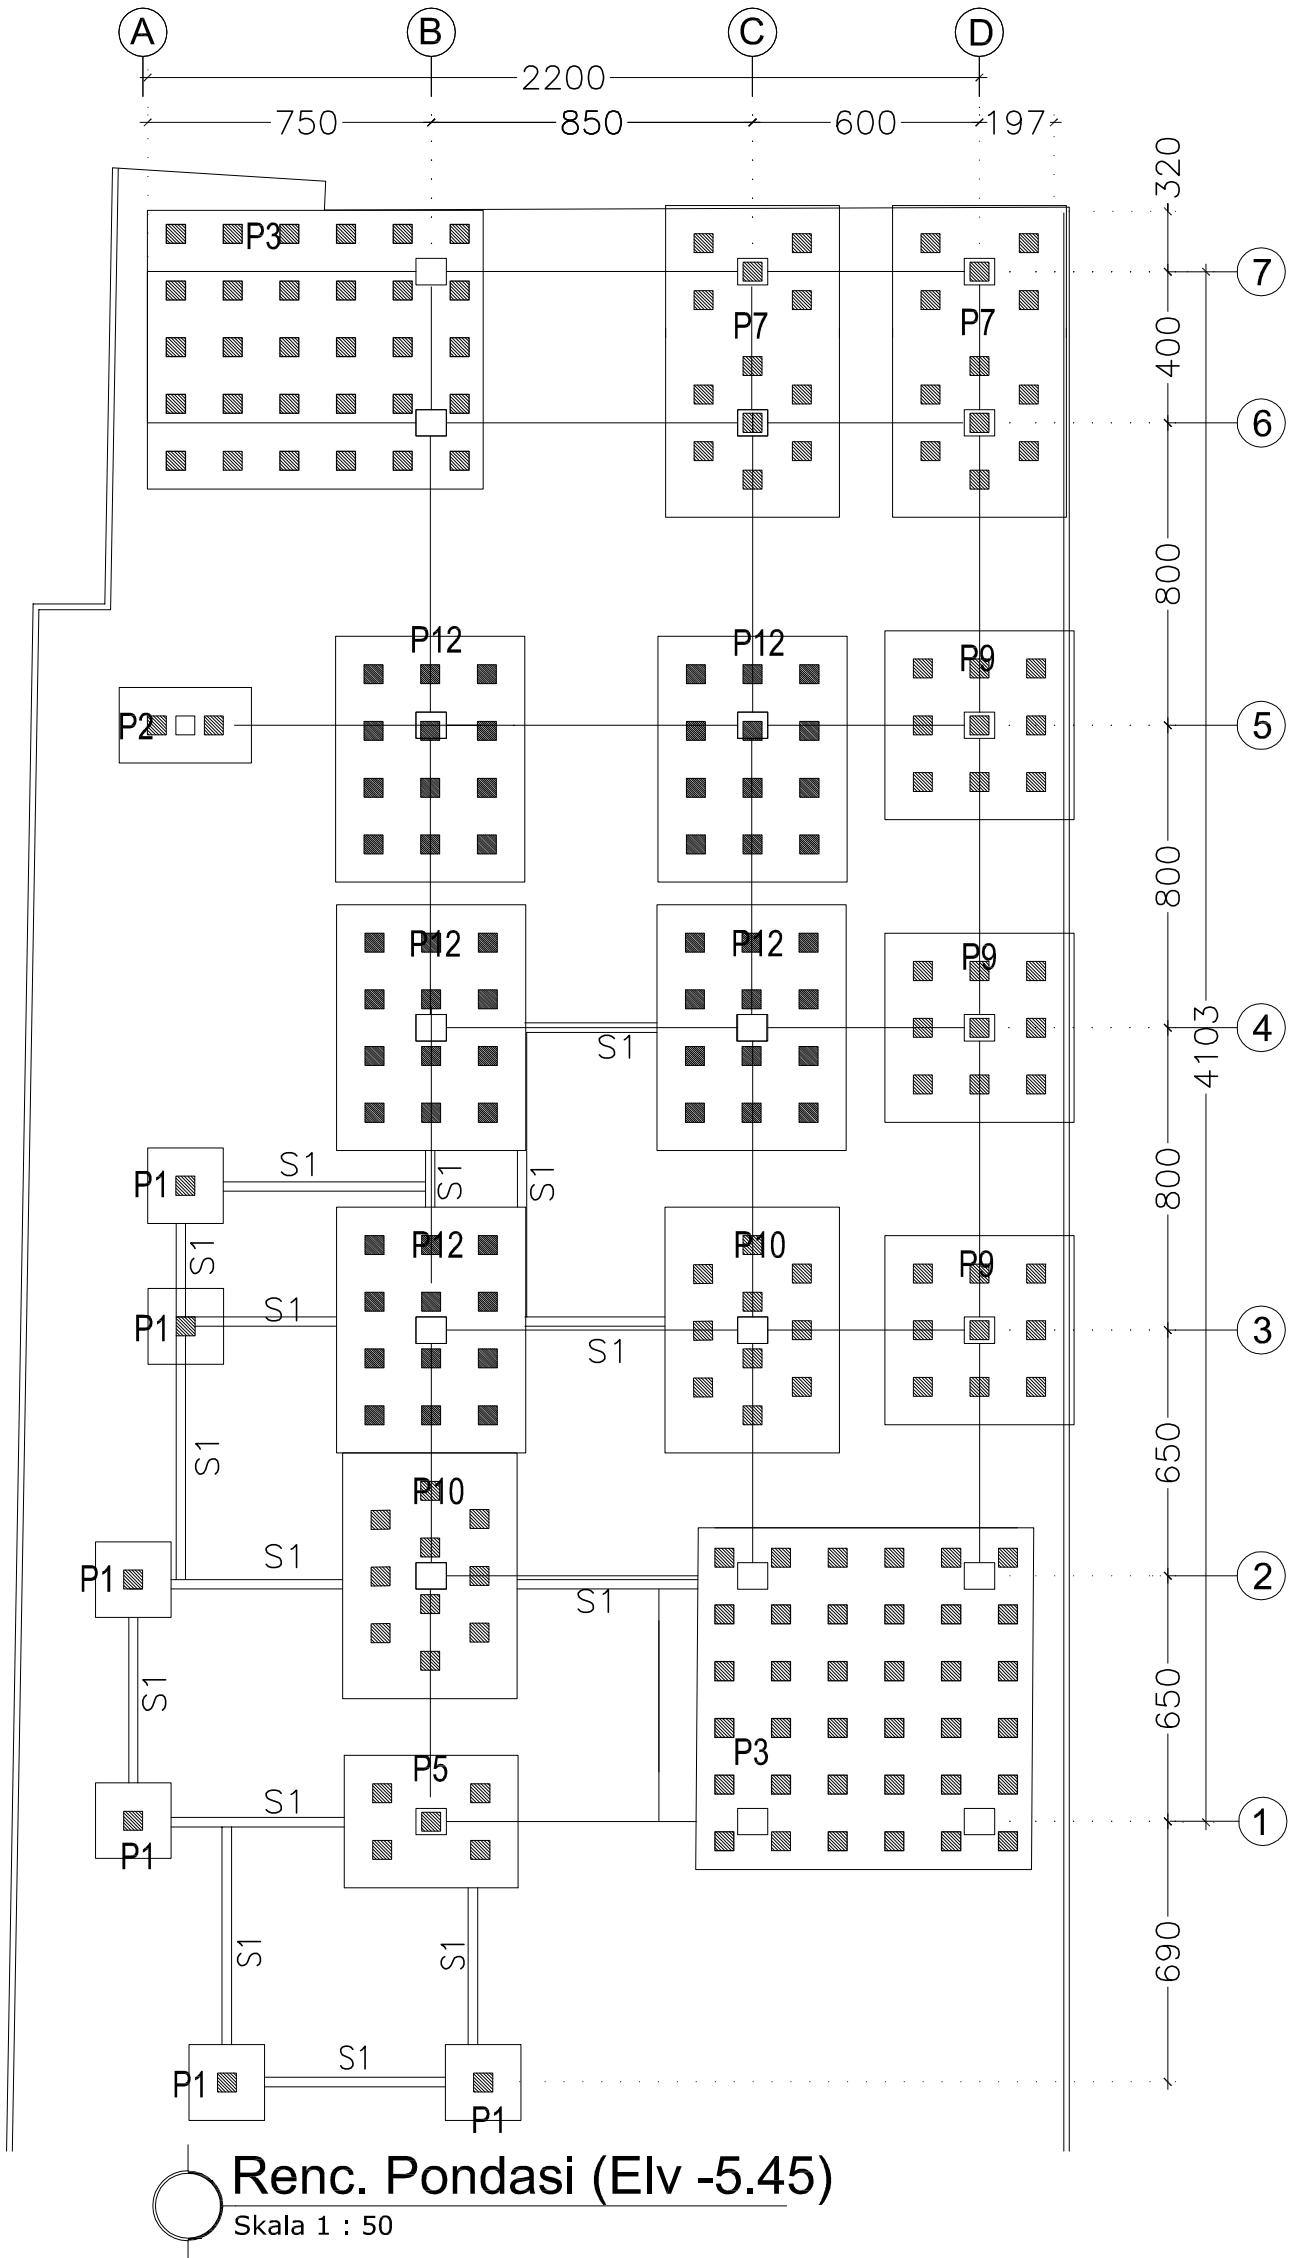 A B C D
2200
750 850 600 197
320
P3
7
P7 P7
400
6
800
P12 P12 P9
P2
5
800
P12 P12 P9
4
S1
4103
P1 S1 S1 S1
800
S1
P12 P10 P9
P1 S1
3
S1
650
S1
P10
P1 S1
2
S1
S1
650
P3
P5
S1
1
P1
S1 S1
690
S1
P1
P1
Renc. Pondasi (Elv -5.45)
Skala 1 : 50